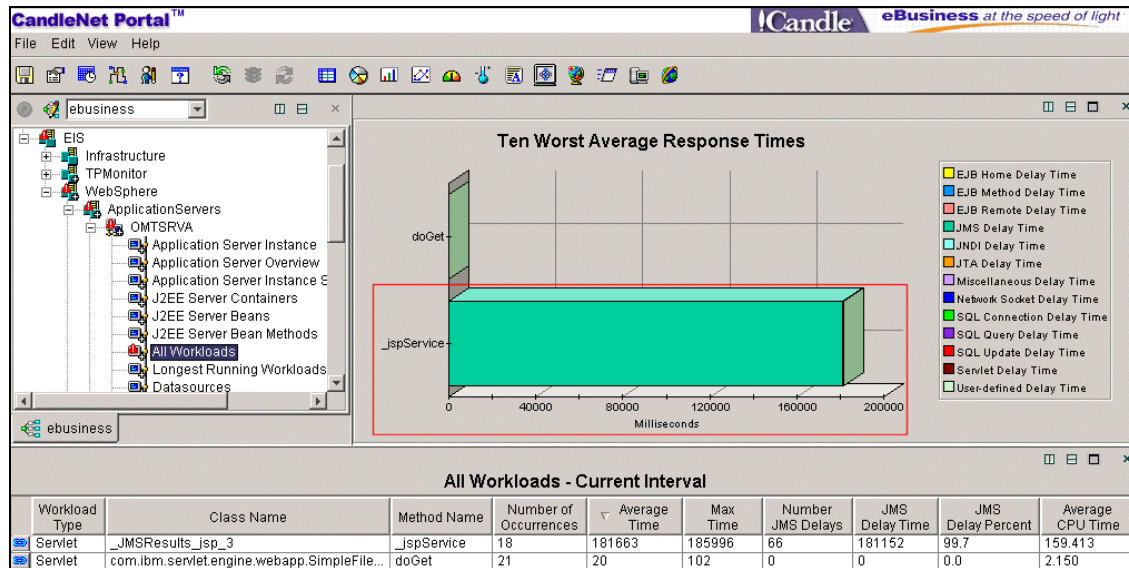 CandleNet Portal™
!Candle eBusiness at the speed of light
File Edit View Help
ebusiness
EIS
Infrastructure
TPMonitor
WebSphere
ApplicationServers
OMTSRVA
Application Server Instance
Application Server Overview
Application Server Instance S
J2EE Server Containers
J2EE Server Beans
J2EE Server Bean Methods
All Workloads
Longest Running Workloads
Datasources
ebusiness
Ten Worst Average Response Times
doGet
_jspService
0 40000 80000 120000 160000 200000
Milliseconds
EJB Home Delay Time
EJB Method Delay Time
EJB Remote Delay Time
JMS Delay Time
JNDI Delay Time
JTA Delay Time
Miscellaneous Delay Time
Network Socket Delay Time
SQL Connection Delay Time
SQL Query Delay Time
SQL Update Delay Time
Servlet Delay Time
User-defined Delay Time
All Workloads - Current Interval
Workload Type Class Name Method Name Number of Occurrences Average Time Max Time Number JMS Delays JMS Delay Time JMS Delay Percent Average CPU Time
Servlet _JMSResults_jsp_3 _jspService 18 181663 185996 66 181152 99.7 159.413
Servlet com.ibm.servlet.engine.webapp.SimpleFile... doGet 21 20 102 0 0 0.0 2.150